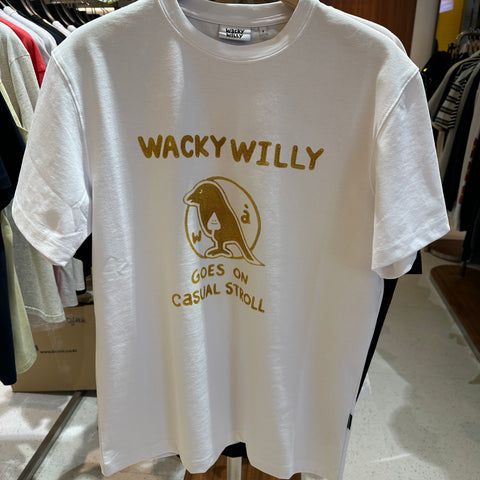 wacky
willy
WACKY WILLY
w å
GOES ON
CaSUAL STROLL